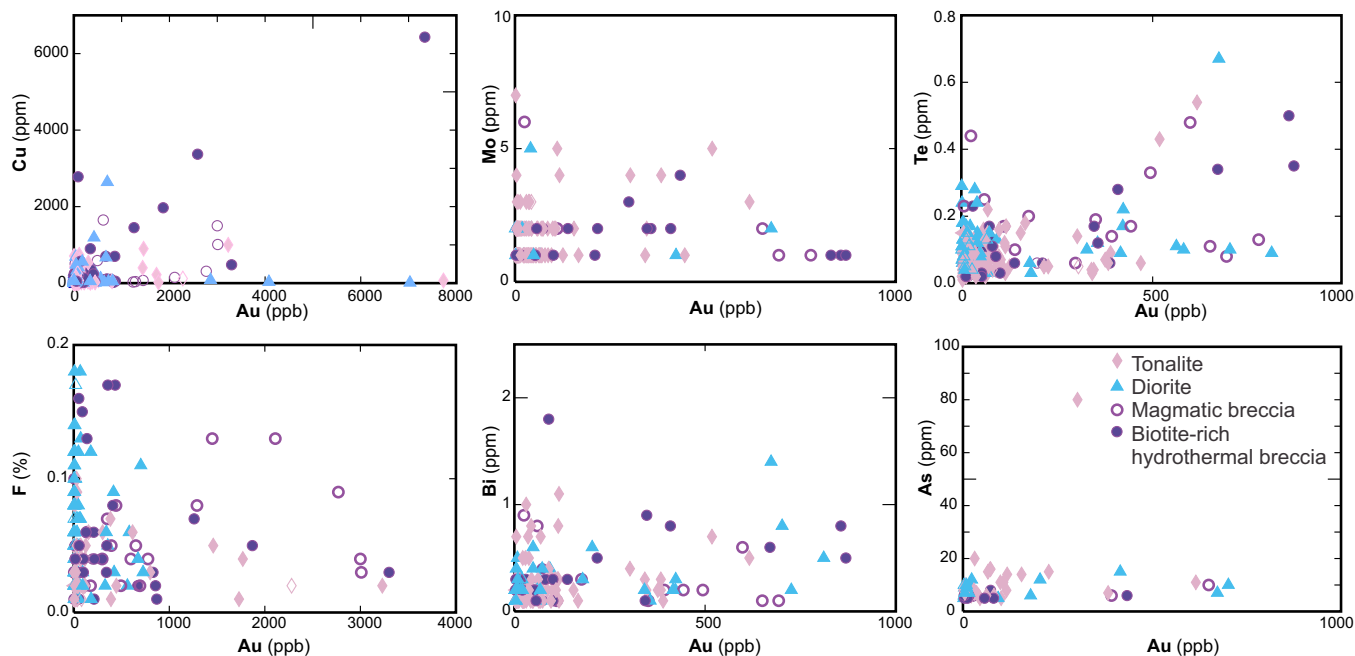 6000
4000
2000
0
Cu (ppm)
0
2000
4000
6000
8000
Au (ppb)
10
5
0
Mo (ppm)
0
1000
Au (ppb)
0.8
0.6
0.4
0.2
0.0
Te (ppm)
0
500
1000
Au (ppb)
0.2
0.1
0.0
F (%)
0
1000
2000
3000
4000
Au (ppb)
2
1
0
Bi (ppm)
0
500
1000
Au (ppb)
100
80
60
40
20
0
As (ppm)
0
1000
Au (ppb)
Tonalite
Diorite
Magmatic breccia
Biotite-rich
hydrothermal breccia